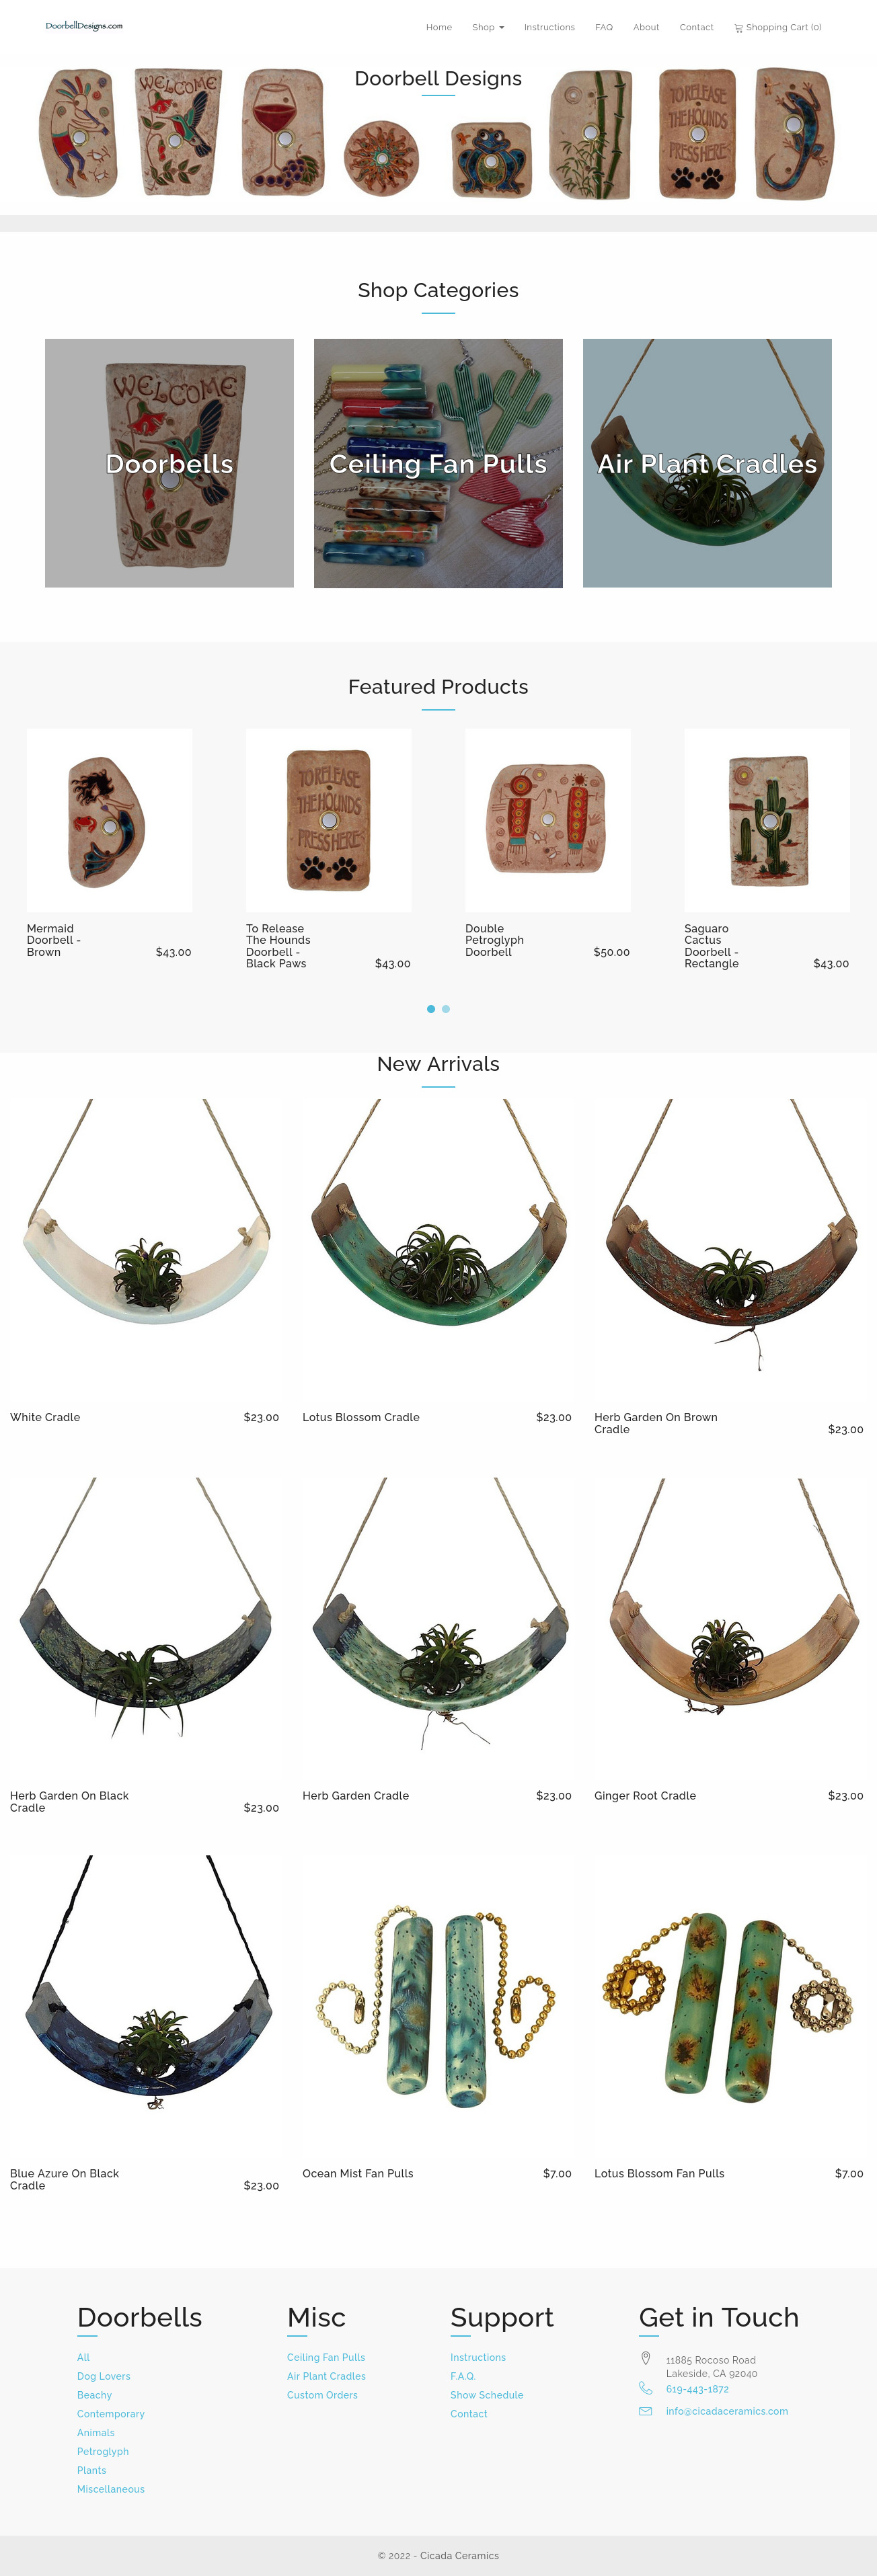 DoorbellDesigns.com
Home Shop Instructions FAQ About Contact Shopping Cart (0)
Doorbell Designs
WELCOME
TO RELEASE
THE HOUNDS
PRESS HERE
Shop Categories
WELCOME
Doorbells
Ceiling Fan Pulls
Air Plant Cradles
Featured Products
TO RELEASE
THE HOUNDS
PRESS HERE
Mermaid
Doorbell -
Brown
$43.00
To Release
The Hounds
Doorbell -
Black Paws
$43.00
Double
Petroglyph
Doorbell
$50.00
Saguaro
Cactus
Doorbell -
Rectangle
$43.00
New Arrivals
White Cradle $23.00
Lotus Blossom Cradle $23.00
Herb Garden On Brown
Cradle $23.00
Herb Garden On Black
Cradle $23.00
Herb Garden Cradle $23.00
Ginger Root Cradle $23.00
Blue Azure On Black
Cradle $23.00
Ocean Mist Fan Pulls $7.00
Lotus Blossom Fan Pulls $7.00
Doorbells
All
Dog Lovers
Beachy
Contemporary
Animals
Petroglyph
Plants
Miscellaneous
Misc
Ceiling Fan Pulls
Air Plant Cradles
Custom Orders
Support
Instructions
F.A.Q.
Show Schedule
Contact
Get in Touch
11885 Rocoso Road
Lakeside, CA 92040
619-443-1872
info@cicadaceramics.com
© 2022 - Cicada Ceramics